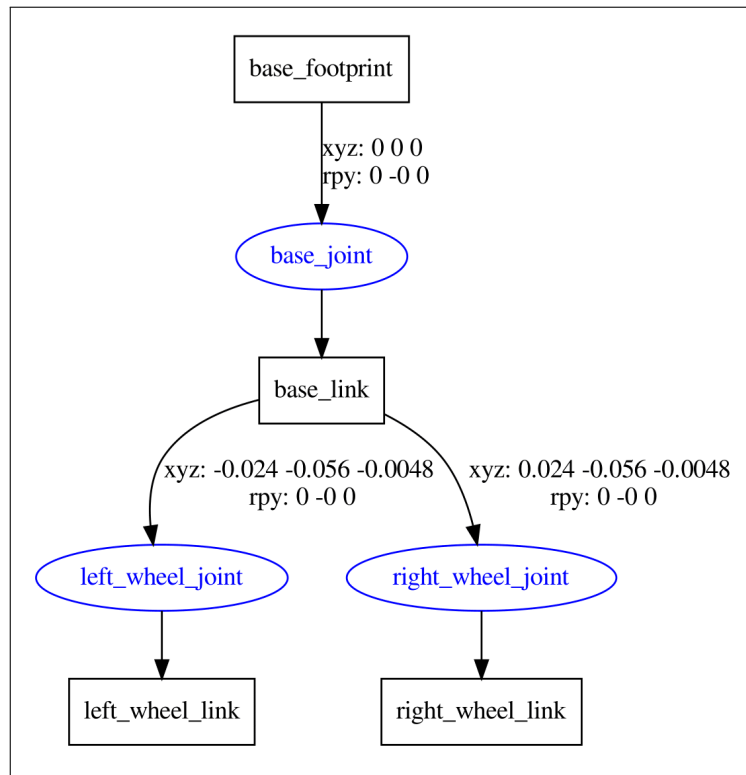 base_footprint
xyz: 0 0 0
rpy: 0 -0 0
base_joint
base_link
xyz: -0.024 -0.056 -0.0048
rpy: 0 -0 0
xyz: 0.024 -0.056 -0.0048
rpy: 0 -0 0
left_wheel_joint
right_wheel_joint
left_wheel_link
right_wheel_link